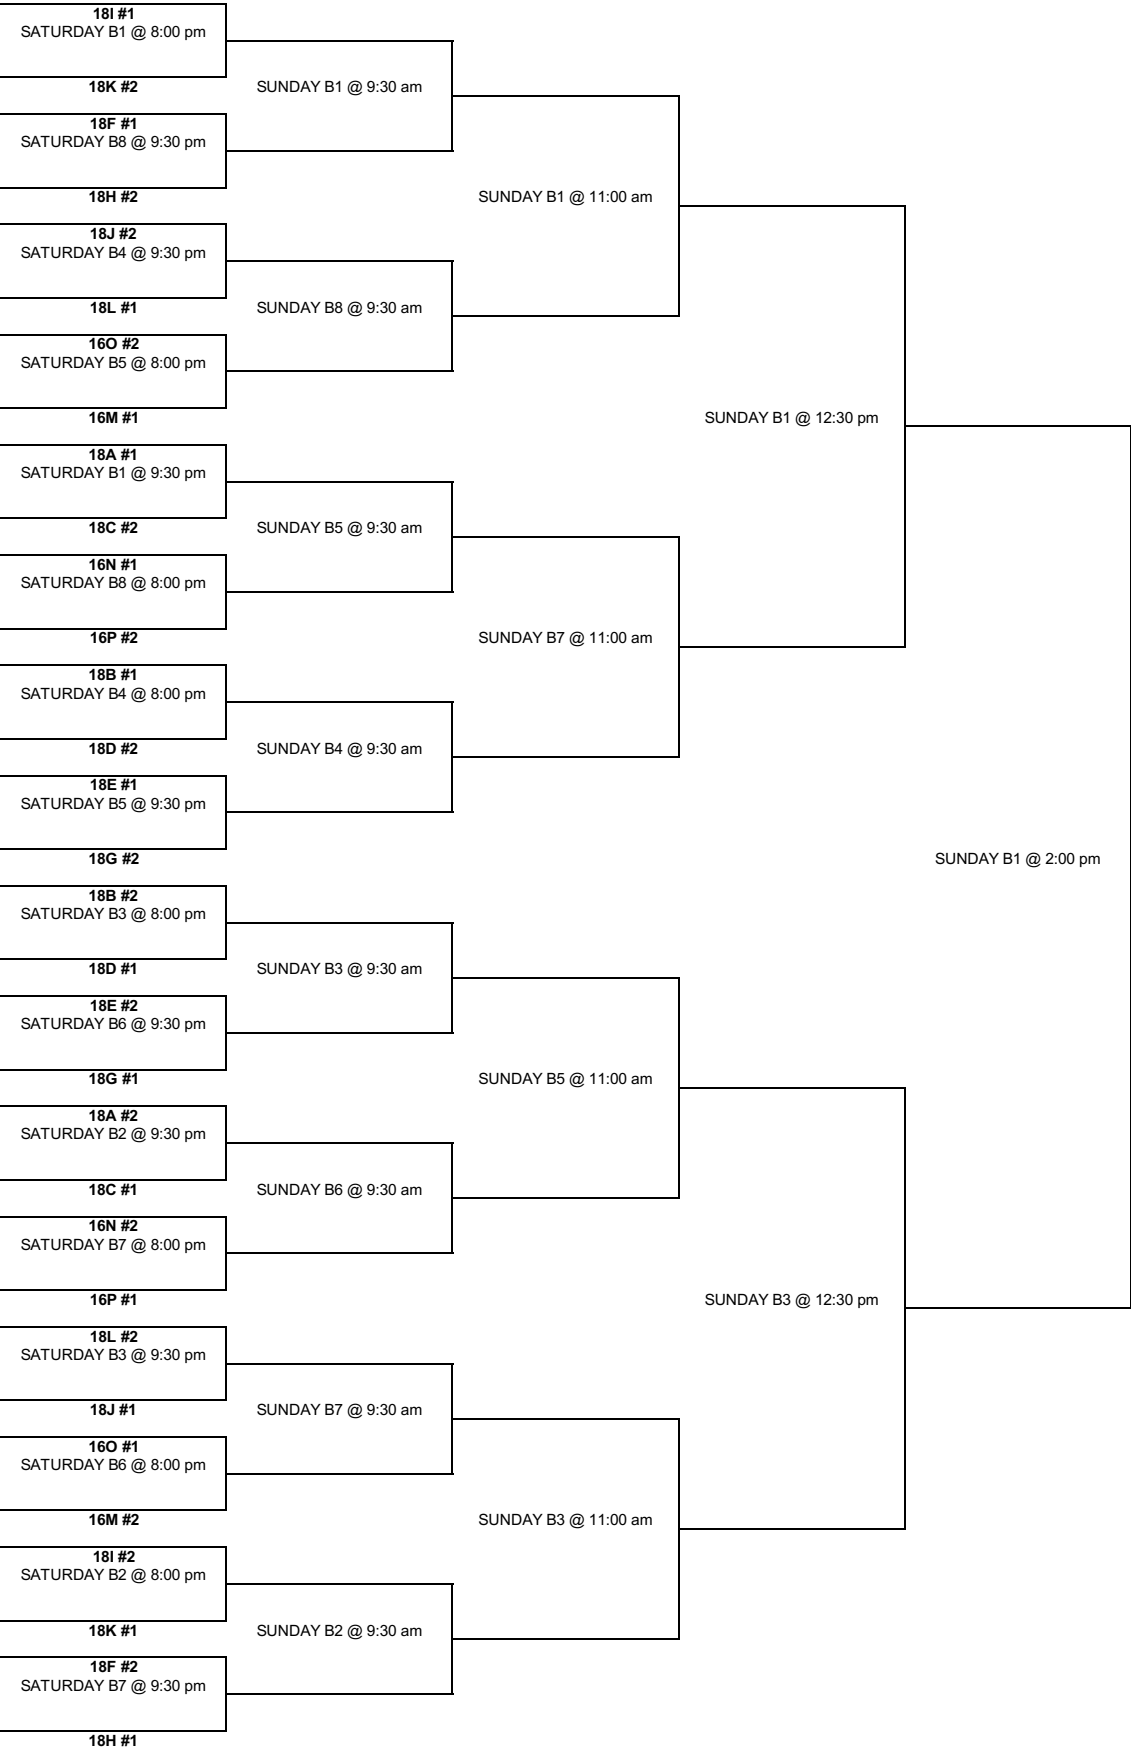 18I #1
SATURDAY B1 @ 8:00 pm
18K #2
SUNDAY B1 @ 9:30 am
18F #1
SATURDAY B8 @ 9:30 pm
18H #2
SUNDAY B1 @ 11:00 am
18J #2
SATURDAY B4 @ 9:30 pm
18L #1
SUNDAY B8 @ 9:30 am
16O #2
SATURDAY B5 @ 8:00 pm
16M #1
SUNDAY B1 @ 12:30 pm
18A #1
SATURDAY B1 @ 9:30 pm
18C #2
SUNDAY B5 @ 9:30 am
16N #1
SATURDAY B8 @ 8:00 pm
16P #2
SUNDAY B7 @ 11:00 am
18B #1
SATURDAY B4 @ 8:00 pm
18D #2
SUNDAY B4 @ 9:30 am
18E #1
SATURDAY B5 @ 9:30 pm
18G #2
SUNDAY B1 @ 2:00 pm
18B #2
SATURDAY B3 @ 8:00 pm
18D #1
SUNDAY B3 @ 9:30 am
18E #2
SATURDAY B6 @ 9:30 pm
18G #1
SUNDAY B5 @ 11:00 am
18A #2
SATURDAY B2 @ 9:30 pm
18C #1
SUNDAY B6 @ 9:30 am
16N #2
SATURDAY B7 @ 8:00 pm
16P #1
SUNDAY B3 @ 12:30 pm
18L #2
SATURDAY B3 @ 9:30 pm
18J #1
SUNDAY B7 @ 9:30 am
16O #1
SATURDAY B6 @ 8:00 pm
16M #2
SUNDAY B3 @ 11:00 am
18I #2
SATURDAY B2 @ 8:00 pm
18K #1
SUNDAY B2 @ 9:30 am
18F #2
SATURDAY B7 @ 9:30 pm
18H #1